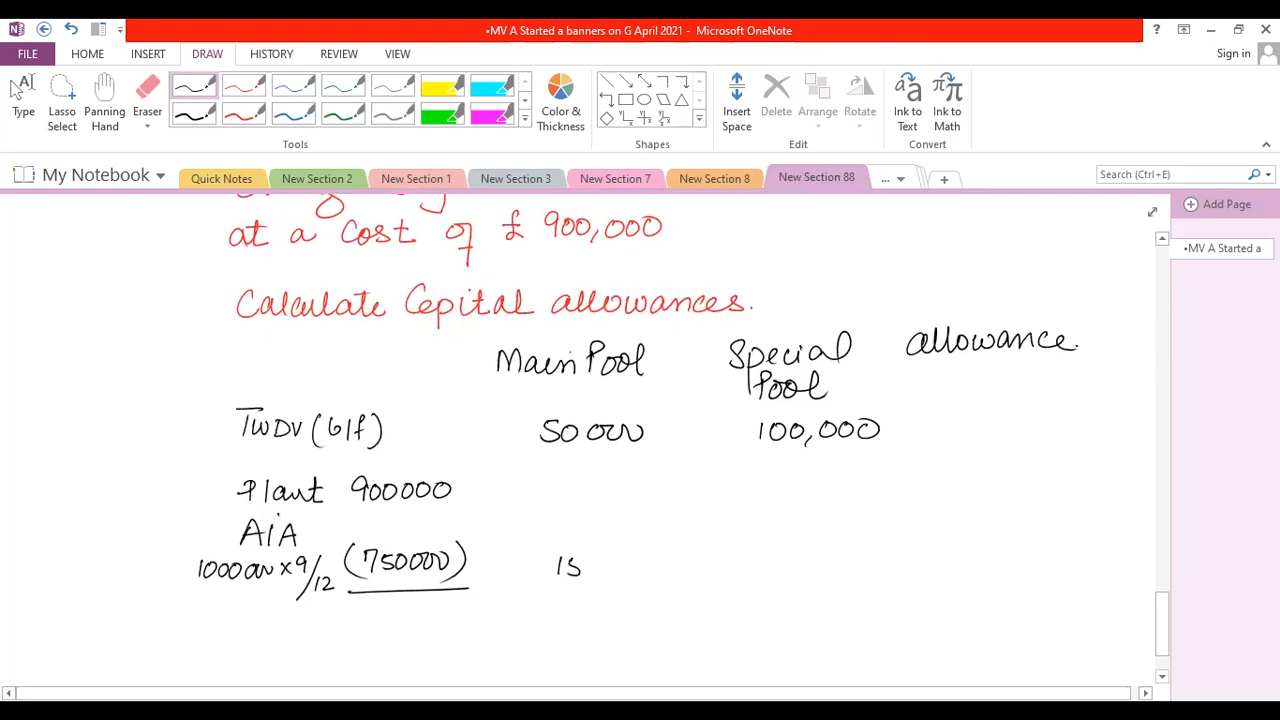 •MV A Started a banners on G April 2021 - Microsoft OneNote
FILE HOME INSERT DRAW HISTORY REVIEW VIEW Sign in
Type Lasso Select Panning Hand Eraser Color & Thickness Insert Space Delete Arrange Rotate Ink to Text Ink to Math
Tools Shapes Edit Convert
My Notebook Quick Notes New Section 2 New Section 1 New Section 3 New Section 7 New Section 8 New Section 88 ... Search (Ctrl+E)
Add Page
•MV A Started a
at a Cost of £ 900,000
Calculate Cepital allowances.
Main Pool Special Pool allowance.
TWDV (b/f) 50000 100,000
Plant 900000
AIA
1000000 × 9/12 (750000) 15